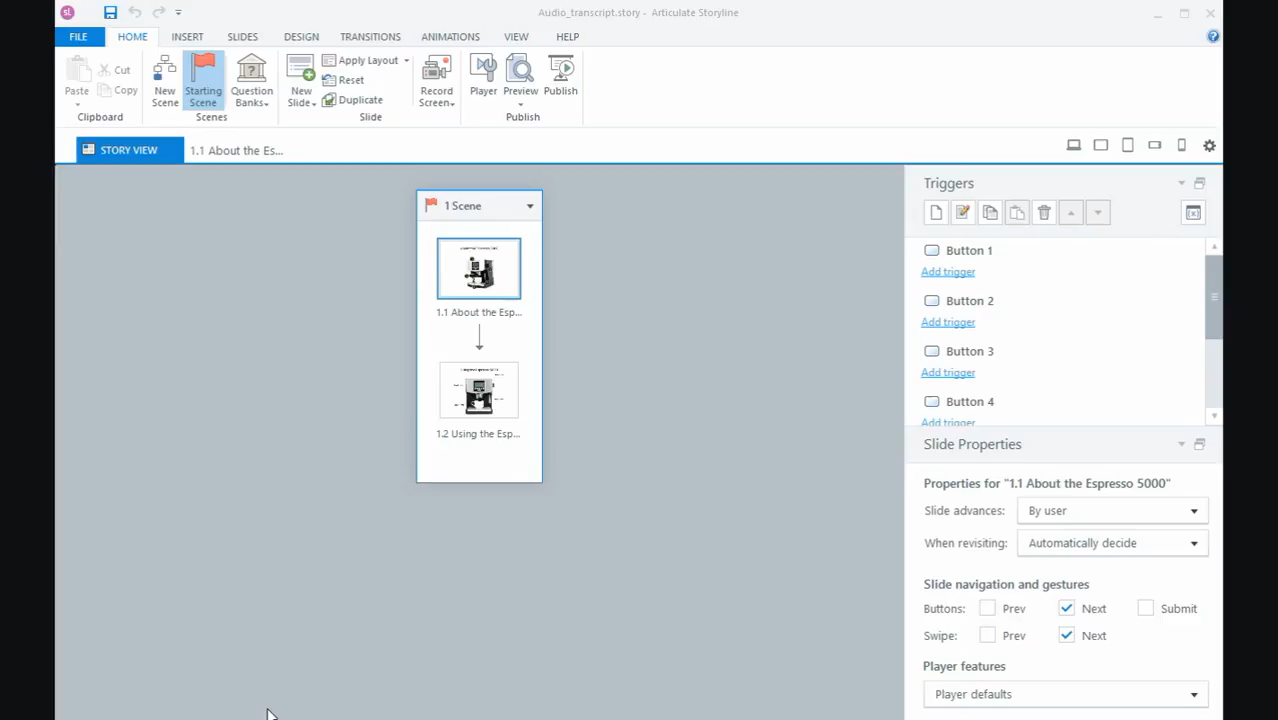 sl
Audio_transcript.story - Articulate Storyline
FILE HOME INSERT SLIDES DESIGN TRANSITIONS ANIMATIONS VIEW HELP
Paste Cut Copy
Clipboard
New Scene Starting Scene Question Banks
Scenes
New Slide Apply Layout Reset Duplicate
Slide
Record Screen
Player Preview Publish
Publish
STORY VIEW 1.1 About the Es...
1 Scene
1.1 About the Esp...
1.2 Using the Esp...
Triggers
Button 1
Add trigger
Button 2
Add trigger
Button 3
Add trigger
Button 4
Add trigger
Slide Properties
Properties for "1.1 About the Espresso 5000"
Slide advances: By user
When revisiting: Automatically decide
Slide navigation and gestures
Buttons: Prev Next Submit
Swipe: Prev Next
Player features
Player defaults